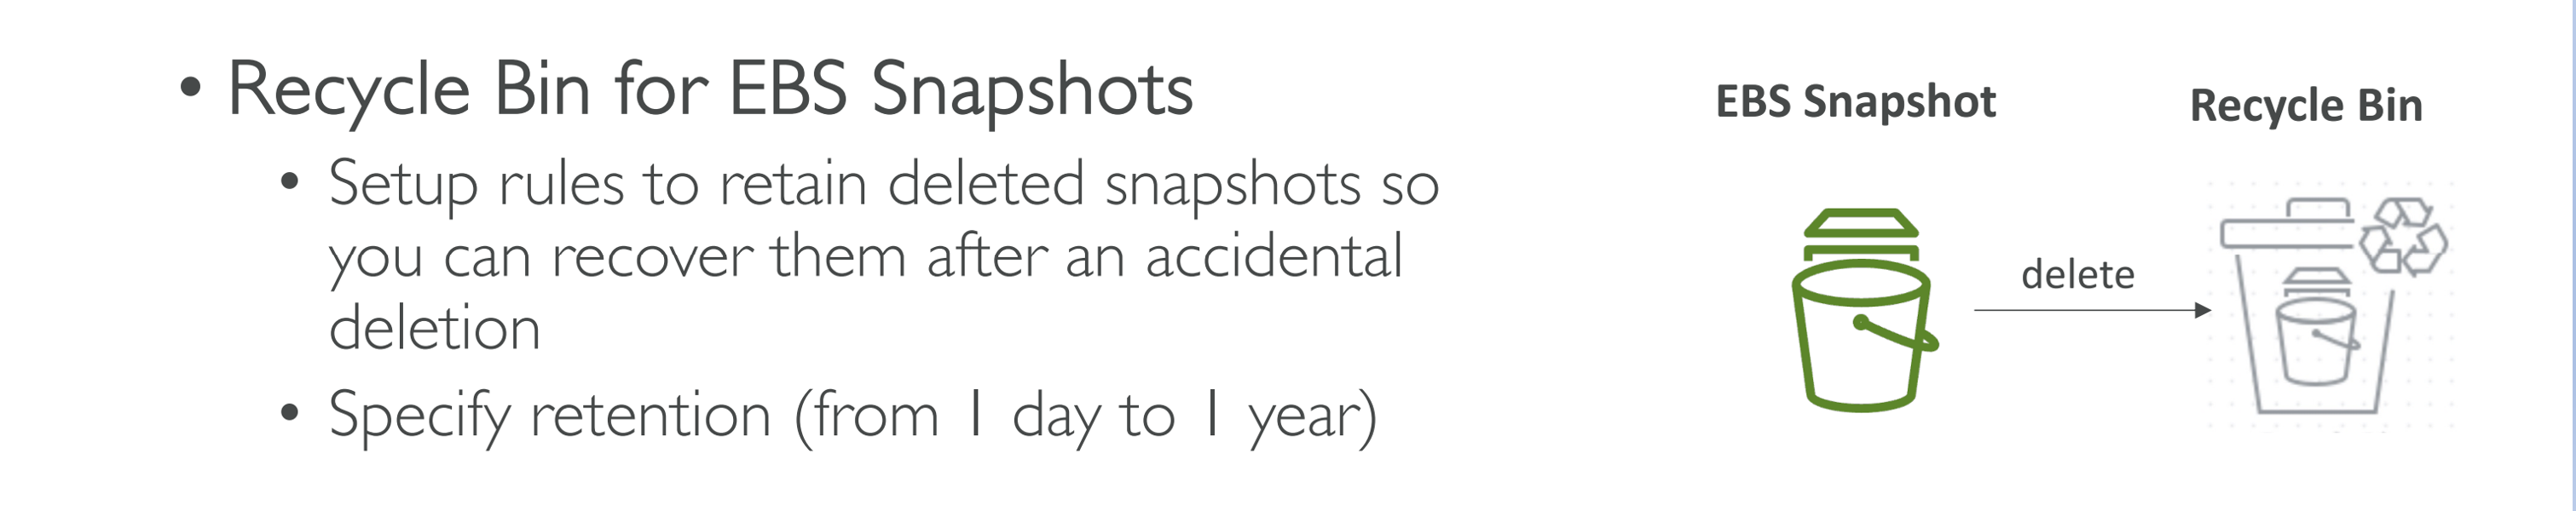 • Recycle Bin for EBS Snapshots
• Setup rules to retain deleted snapshots so
you can recover them after an accidental
deletion
• Specify retention (from 1 day to 1 year)
EBS Snapshot
Recycle Bin
delete